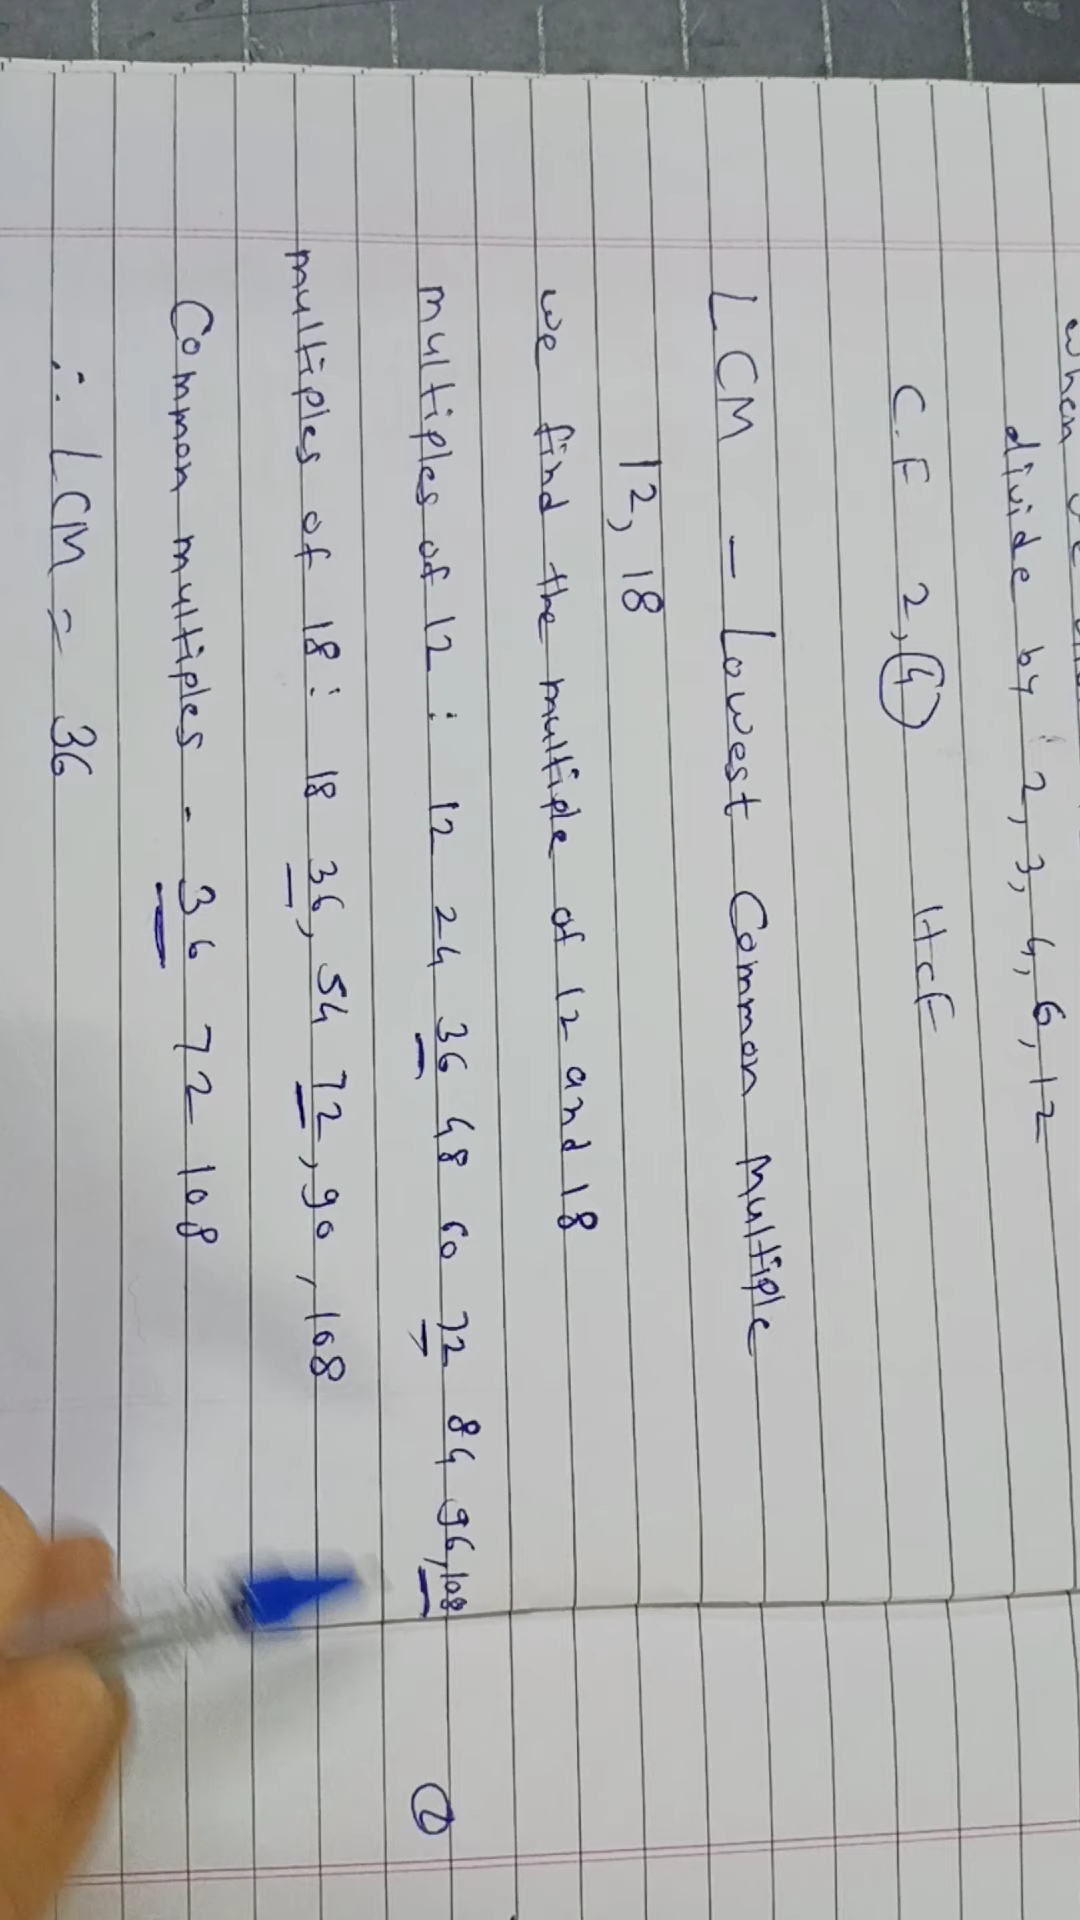 when
divide by 2, 3, 4, 6, 12
C.F 2, 4 HCF
LCM - Lowest Common Multiple
12, 18
we find the multiple of 12 and 18
multiples of 12 : 12 24 36 48 60 72 84 96, 108
multiples of 18 : 18 36, 54 72, 90, 108
Common multiples - 36 72 108
∴ LCM = 36